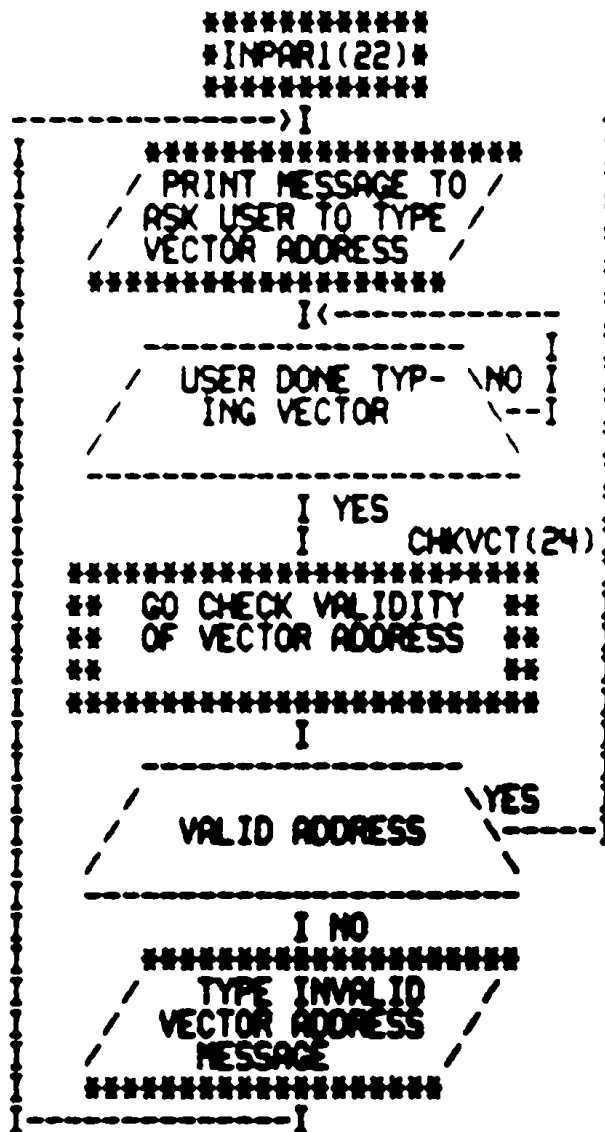 INPAR1(22)
PRINT MESSAGE TO
ASK USER TO TYPE
VECTOR ADDRESS
USER DONE TYP- NO
ING VECTOR
YES
CHKVCT(24)
GO CHECK VALIDITY
OF VECTOR ADDRESS
YES
VALID ADDRESS
NO
TYPE INVALID
VECTOR ADDRESS
MESSAGE